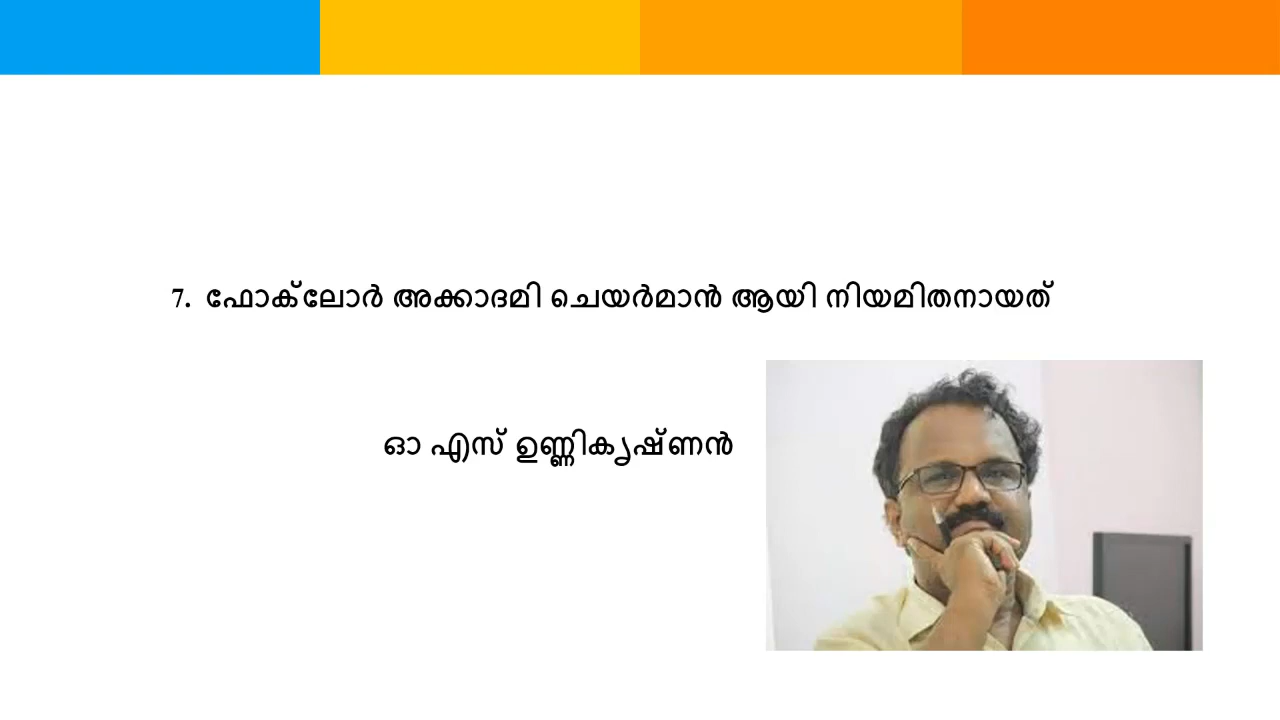 7. ഫോക്‌ലോർ അക്കാദമി ചെയർമാൻ ആയി നിയമിതനായത്
ഓ എസ് ഉണ്ണികൃഷ്ണൻ